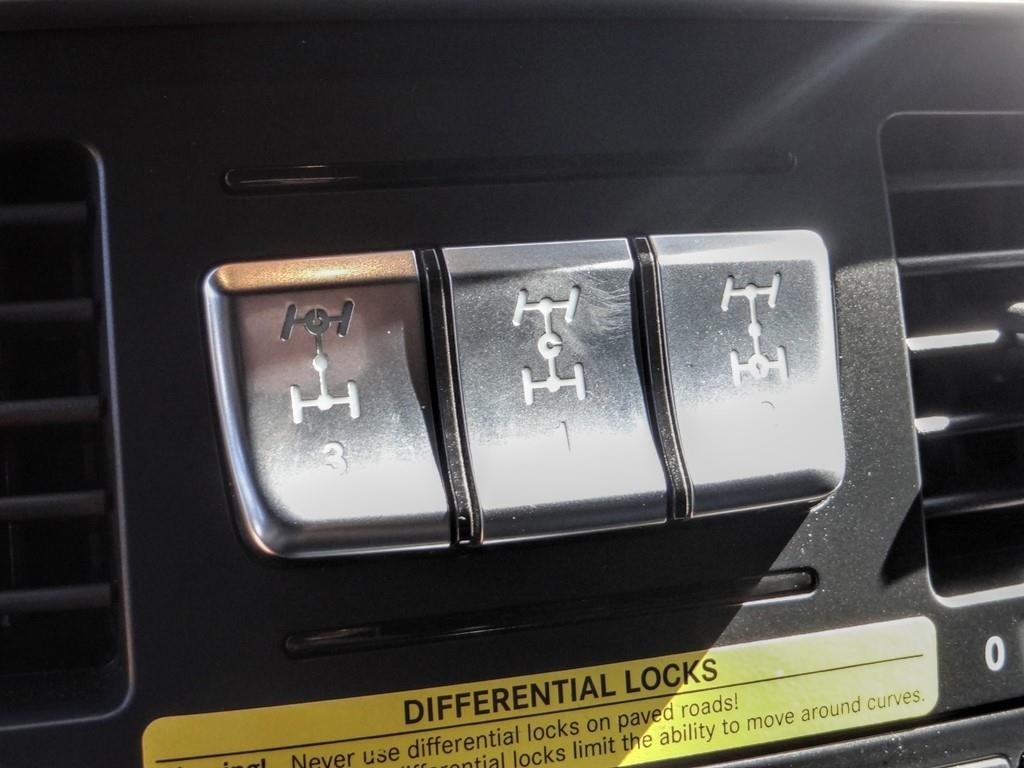 3 1
DIFFERENTIAL LOCKS
0
Never use differential locks on paved roads!
differential locks limit the ability to move around curves.